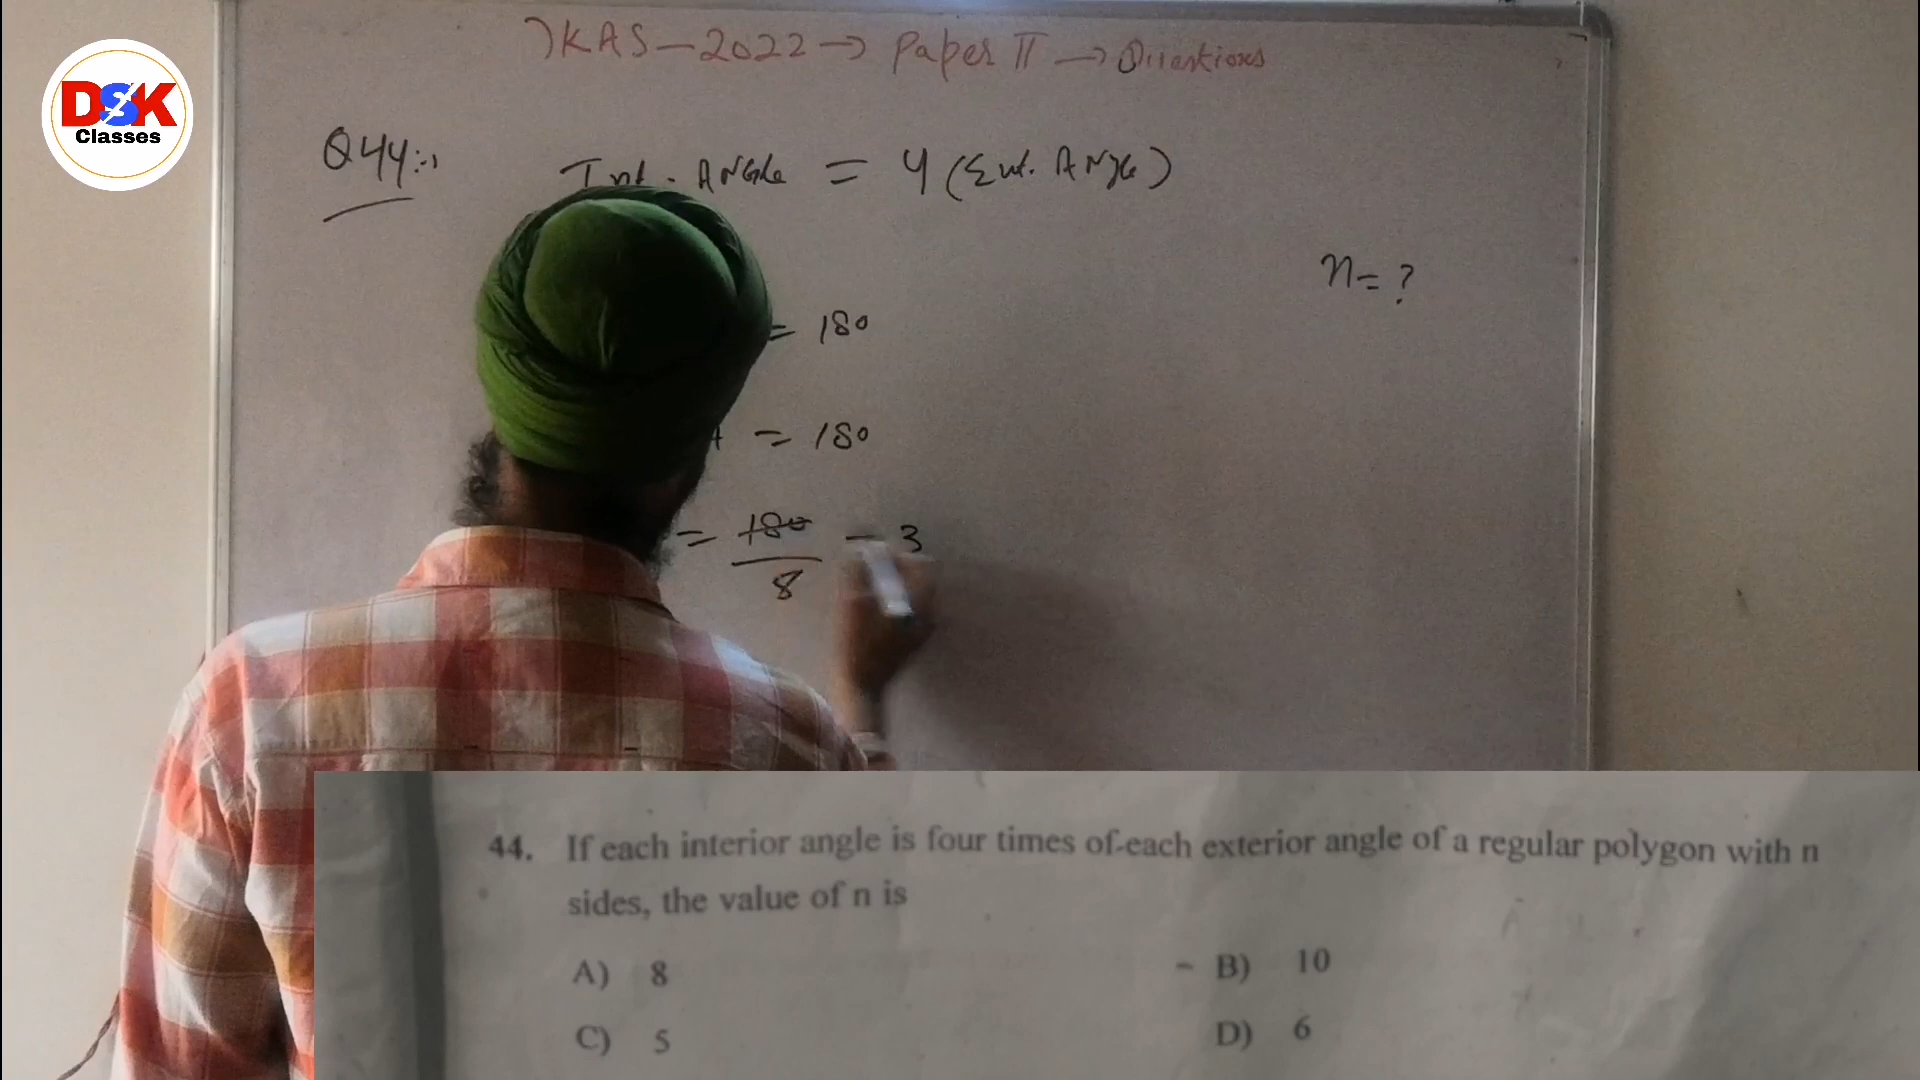 DSK
Classes
JKAS - 2022 → Paper II → Questions
Q44:-
Int. Angle = 4 (Ext. Angle)
n = ?
= 180
= 180
= 180/8 = 3
44. If each interior angle is four times of each exterior angle of a regular polygon with n
sides, the value of n is
A) 8
B) 10
C) 5
D) 6